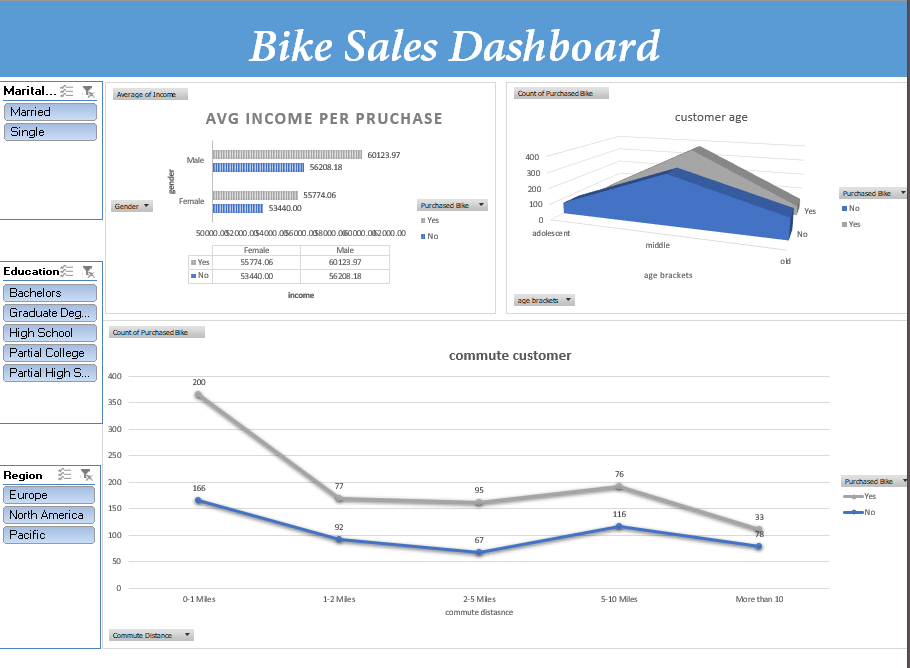 Bike Sales Dashboard
Marital...
Married
Single
Education
Bachelors
Graduate Deg...
High School
Partial College
Partial High S...
Region
Europe
North America
Pacific
Average of Income
AVG INCOME PER PRUCHASE
gender
Male
60123.97
56208.18
Female
55774.06
53440.00
Gender
Purchased Bike
Yes
No
50000.00 52000.00 54000.00 56000.00 58000.00 60000.00 62000.00
Female Male
Yes 55774.06 60123.97
No 53440.00 56208.18
income
Count of Purchased Bike
customer age
400
300
200
100
0
adolescent
middle
old
Yes
No
age brackets
Purchased Bike
No
Yes
age brackets
Count of Purchased Bike
commute customer
400
350
300
250
200
150
100
50
0
200
77
95
76
33
166
92
67
116
78
0-1 Miles
1-2 Miles
2-5 Miles
5-10 Miles
More than 10
commute distasnce
Purchased Bike
Yes
No
Commute Distance